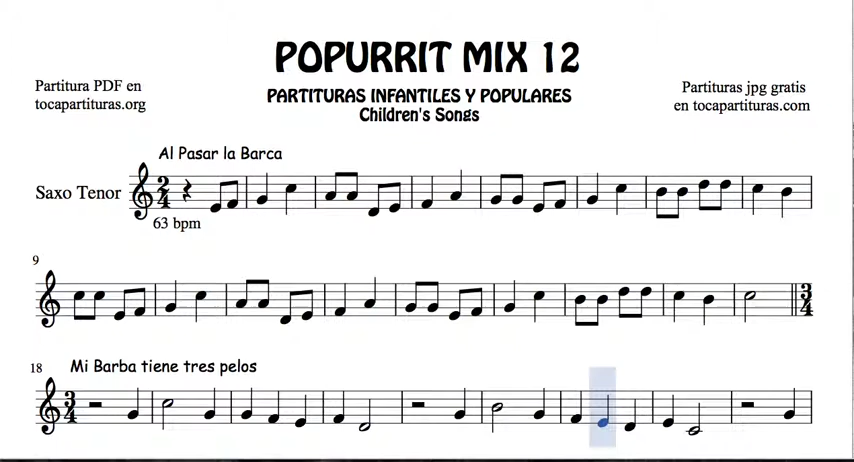 POPURRIT MIX 12
Partitura PDF en
tocapartituras.org
PARTITURAS INFANTILES Y POPULARES
Children's Songs
Partituras jpg gratis
en tocapartituras.com
Al Pasar la Barca
Saxo Tenor
2
4
63 bpm
9
3
4
18
Mi Barba tiene tres pelos
3
4